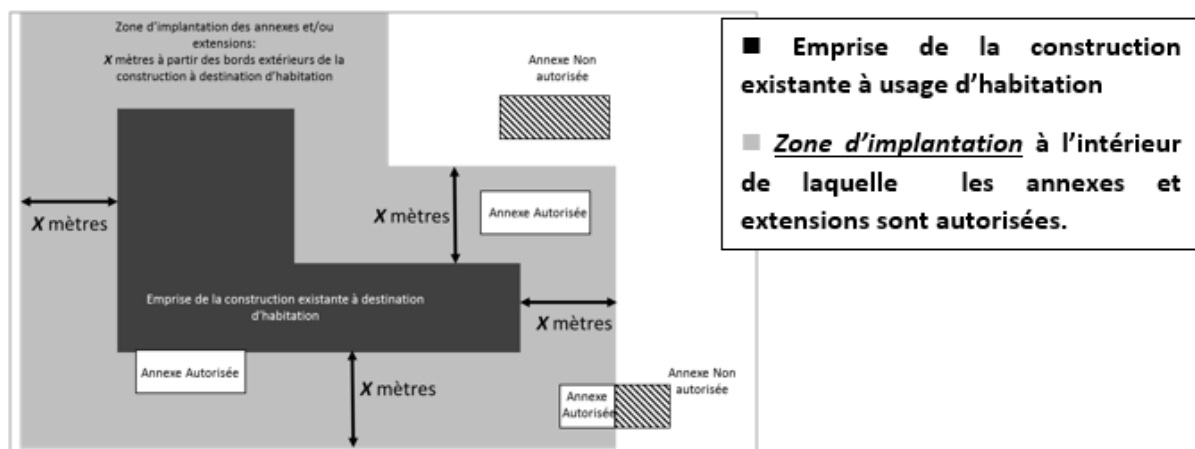 Zone d'implantation des annexes et/ou
extensions:
X mètres à partir des bords extérieurs de la
construction à destination d'habitation
Annexe Non
autorisée
X mètres
X mètres
Annexe Autorisée
Emprise de la construction existante à destination
d'habitation
X mètres
Annexe Autorisée
X mètres
Annexe
Autorisée
Annexe Non
autorisée
■ Emprise de la construction
existante à usage d'habitation
■ Zone d'implantation à l'intérieur
de laquelle les annexes et
extensions sont autorisées.